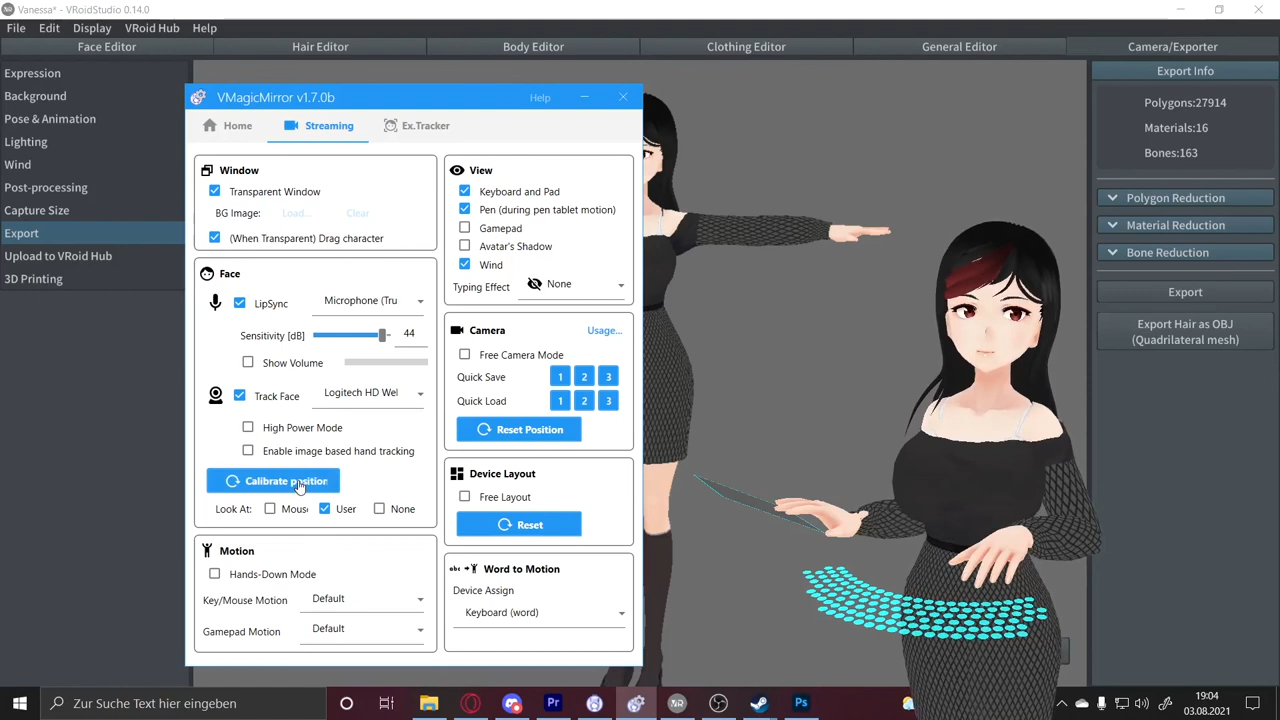 Vanessa* - VRoidStudio 0.14.0
File Edit Display VRoid Hub Help
Face Editor Hair Editor Body Editor Clothing Editor General Editor Camera/Exporter
Expression
Background
Pose & Animation
Lighting
Wind
Post-processing
Capture Size
Export
Upload to VRoid Hub
3D Printing
VMagicMirror v1.7.0b Help
Home Streaming Ex.Tracker
Window
Transparent Window
BG Image: Load... Clear
(When Transparent) Drag character
Face
LipSync Microphone (Tru
Sensitivity [dB] 44
Show Volume
Track Face Logitech HD Wel
High Power Mode
Enable image based hand tracking
Calibrate position
Look At: Mouse User None
Motion
Hands-Down Mode
Key/Mouse Motion Default
Gamepad Motion Default
View
Keyboard and Pad
Pen (during pen tablet motion)
Gamepad
Avatar's Shadow
Wind
Typing Effect None
Camera Usage...
Free Camera Mode
Quick Save 1 2 3
Quick Load 1 2 3
Reset Position
Device Layout
Free Layout
Reset
Word to Motion
Device Assign
Keyboard (word)
Export Info
Polygons:27914
Materials:16
Bones:163
Polygon Reduction
Material Reduction
Bone Reduction
Export
Export Hair as OBJ
(Quadrilateral mesh)
Zur Suche Text hier eingeben
19:04
03.08.2021